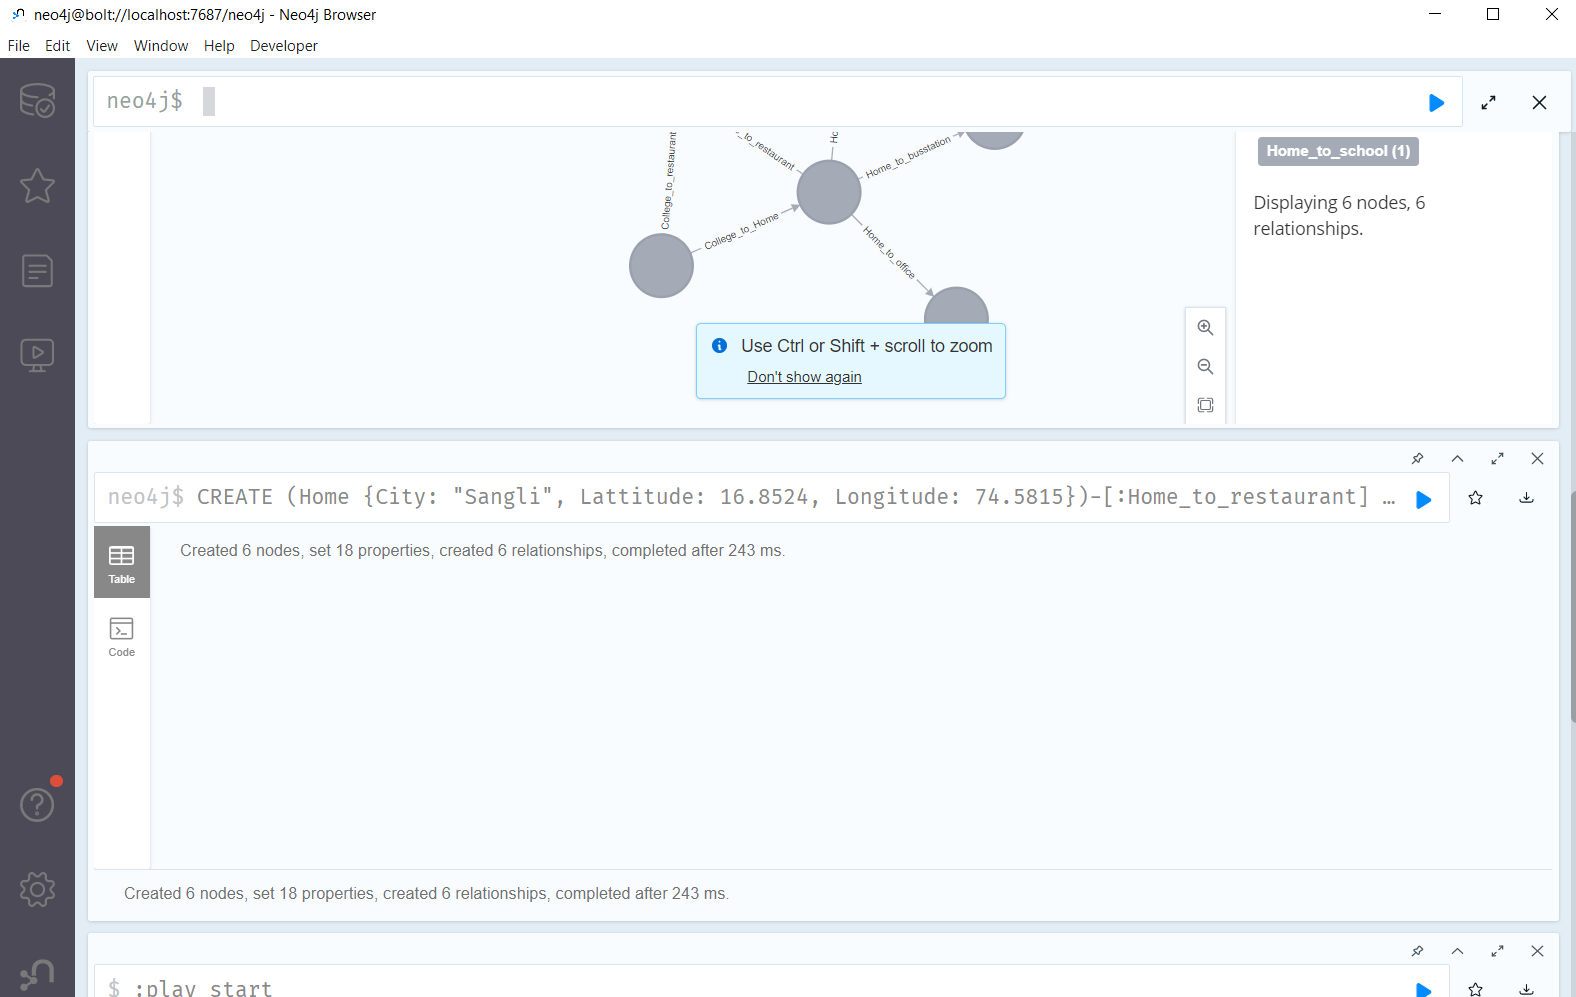 neo4j@bolt://localhost:7687/neo4j - Neo4j Browser
File Edit View Window Help Developer
neo4j$
Home_to_school (1)
Displaying 6 nodes, 6
relationships.
College_to_restaurant
_to_restaurant
Home_to_busstation
College_to_Home
Home_to_office
Use Ctrl or Shift + scroll to zoom
Don't show again
neo4j$ CREATE (Home {City: "Sangli", Lattitude: 16.8524, Longitude: 74.5815})-[:Home_to_restaurant] …
Table
Created 6 nodes, set 18 properties, created 6 relationships, completed after 243 ms.
Code
Created 6 nodes, set 18 properties, created 6 relationships, completed after 243 ms.
$ :play start